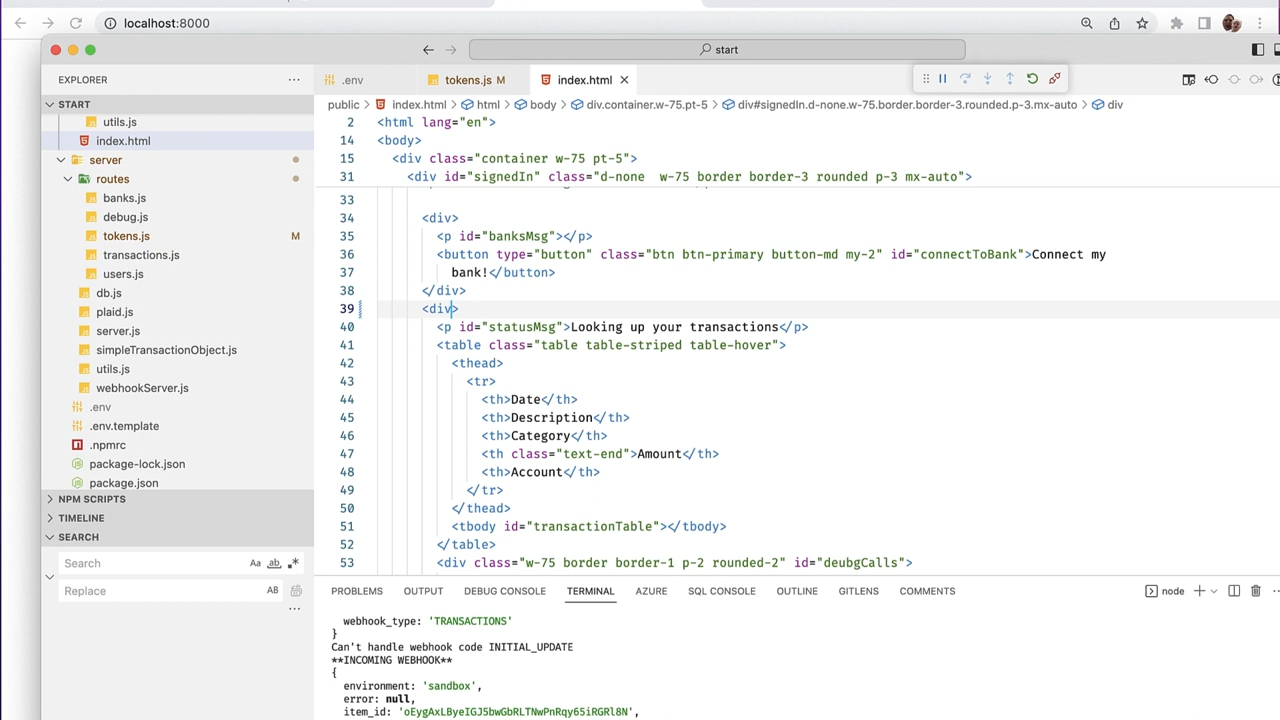 localhost:8000
start
EXPLORER
.env
tokens.js M
index.html
START
utils.js
index.html
server
routes
banks.js
debug.js
tokens.js M
transactions.js
users.js
db.js
plaid.js
server.js
simpleTransactionObject.js
utils.js
webhookServer.js
.env
.env.template
.npmrc
package-lock.json
package.json
NPM SCRIPTS
TIMELINE
SEARCH
Search
Aa ab .*
Replace
AB
public > index.html > html > body > div.container.w-75.pt-5 > div#signedIn.d-none.w-75.border.border-3.rounded.p-3.mx-auto > div
2 <html lang="en">
14 <body>
15 <div class="container w-75 pt-5">
31 <div id="signedIn" class="d-none  w-75 border border-3 rounded p-3 mx-auto">
33
34 <div>
35 <p id="banksMsg"></p>
36 <button type="button" class="btn btn-primary button-md my-2" id="connectToBank">Connect my
37 bank!</button>
38 </div>
39 <div>
40 <p id="statusMsg">Looking up your transactions</p>
41 <table class="table table-striped table-hover">
42 <thead>
43 <tr>
44 <th>Date</th>
45 <th>Description</th>
46 <th>Category</th>
47 <th class="text-end">Amount</th>
48 <th>Account</th>
49 </tr>
50 </thead>
51 <tbody id="transactionTable"></tbody>
52 </table>
53 <div class="w-75 border border-1 p-2 rounded-2" id="deubgCalls">
PROBLEMS OUTPUT DEBUG CONSOLE TERMINAL AZURE SQL CONSOLE OUTLINE GITLENS COMMENTS
node
webhook_type: 'TRANSACTIONS'
}
Can't handle webhook code INITIAL_UPDATE
**INCOMING WEBHOOK**
{
environment: 'sandbox',
error: null,
item_id: 'oEygAxLByeIGJ5bwGbRLTNwPnRqy65iRGRl8N',